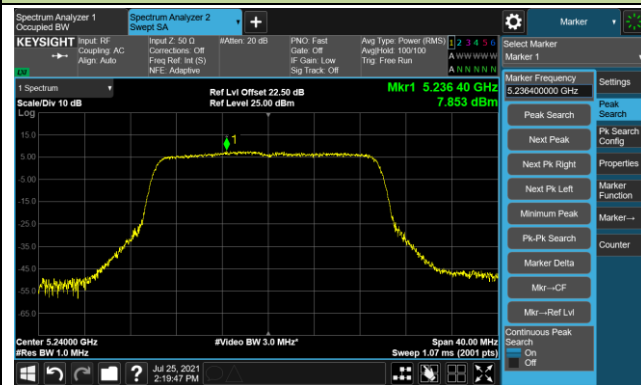 Spectrum Analyzer 1
Occupied BW
Spectrum Analyzer 2
Swept SA
Marker
KEYSIGHT
Input: RF
Coupling: AC
Align: Auto
Input Z: 50 Ω
Corrections: Off
Freq Ref: Int (S)
NFE: Adaptive
#Atten: 20 dB
PNO: Fast
Gate: Off
IF Gain: Low
Sig Track: Off
Avg Type: Power (RMS)
Avg|Hold: 100/100
Trig: Free Run
1 2 3 4 5 6
A W W W W W
A N N N N N
Select Marker
Marker 1
LXI
1 Spectrum
Scale/Div 10 dB
Log
Ref Lvl Offset 22.50 dB
Ref Level 25.00 dBm
Mkr1 5.236 40 GHz
7.853 dBm
15.0
5.00
-5.00
-15.0
-25.0
-35.0
-45.0
-55.0
-65.0
1
Center 5.24000 GHz
#Res BW 1.0 MHz
#Video BW 3.0 MHz*
Span 40.00 MHz
Sweep 1.07 ms (2001 pts)
Marker Frequency
5.236400000 GHz
Peak Search
Next Peak
Next Pk Right
Next Pk Left
Minimum Peak
Pk-Pk Search
Marker Delta
Mkr→CF
Mkr→Ref Lvl
Continuous Peak
Search
On
Off
Settings
Peak
Search
Pk Search
Config
Properties
Marker
Function
Marker→
Counter
Jul 25, 2021
2:19:47 PM